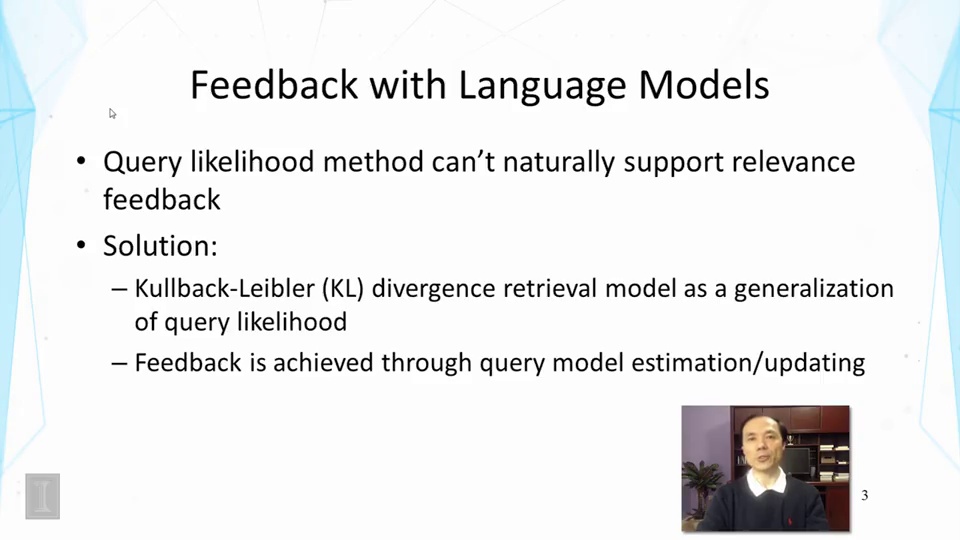 Feedback with Language Models
• Query likelihood method can't naturally support relevance
feedback
• Solution:
– Kullback-Leibler (KL) divergence retrieval model as a generalization
of query likelihood
– Feedback is achieved through query model estimation/updating
I
3